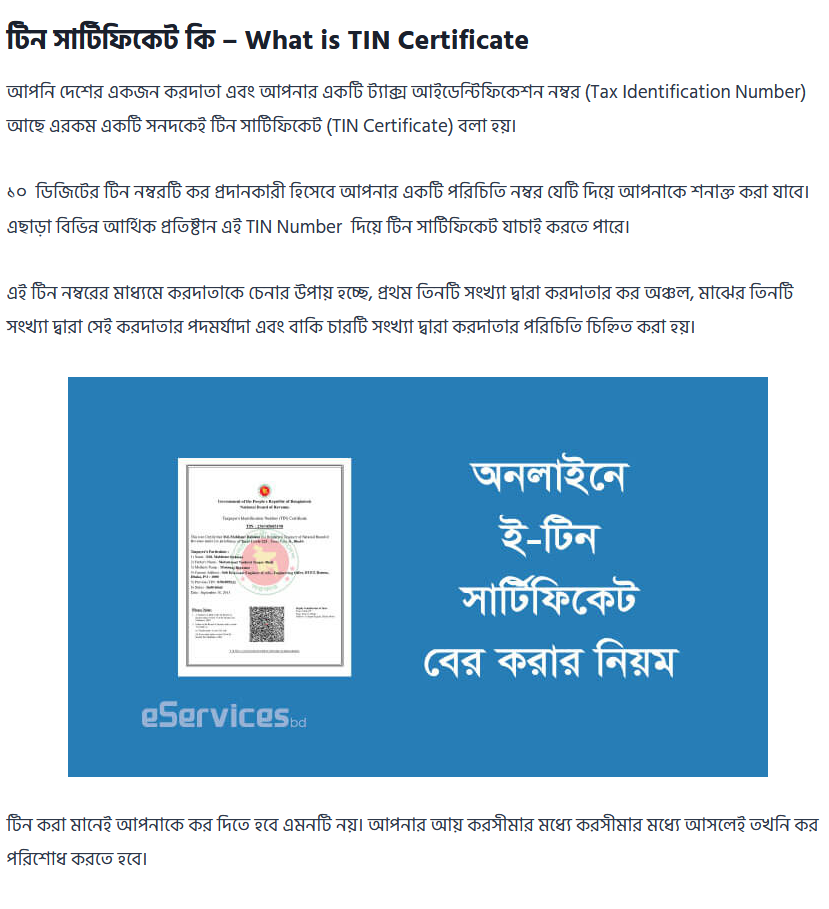 টিন সার্টিফিকেট কি – What is TIN Certificate
আপনি দেশের একজন করদাতা এবং আপনার একটি ট্যাক্স আইডেন্টিফিকেশন নম্বর (Tax Identification Number)
আছে এরকম একটি সনদকেই টিন সার্টিফিকেট (TIN Certificate) বলা হয়।
১০ ডিজিটের টিন নম্বরটি কর প্রদানকারী হিসেবে আপনার একটি পরিচিতি নম্বর যেটি দিয়ে আপনাকে শনাক্ত করা যাবে।
এছাড়া বিভিন্ন আর্থিক প্রতিষ্টান এই TIN Number দিয়ে টিন সার্টিফিকেট যাচাই করতে পারে।
এই টিন নম্বরের মাধ্যমে করদাতাকে চেনার উপায় হচ্ছে, প্রথম তিনটি সংখ্যা দ্বারা করদাতার কর অঞ্চল, মাঝের তিনটি
সংখ্যা দ্বারা সেই করদাতার পদমর্যাদা এবং বাকি চারটি সংখ্যা দ্বারা করদাতার পরিচিতি চিহ্নিত করা হয়।
Government of the People's Republic of Bangladesh
National Board of Revenue
Taxpayer's Identification Number (TIN) Certificate
অনলাইনে
ই-টিন
সার্টিফিকেট
বের করার নিয়ম
eServicesbd
টিন করা মানেই আপনাকে কর দিতে হবে এমনটি নয়। আপনার আয় করসীমার মধ্যে করসীমার মধ্যে আসলেই তখনি কর
পরিশোধ করতে হবে।